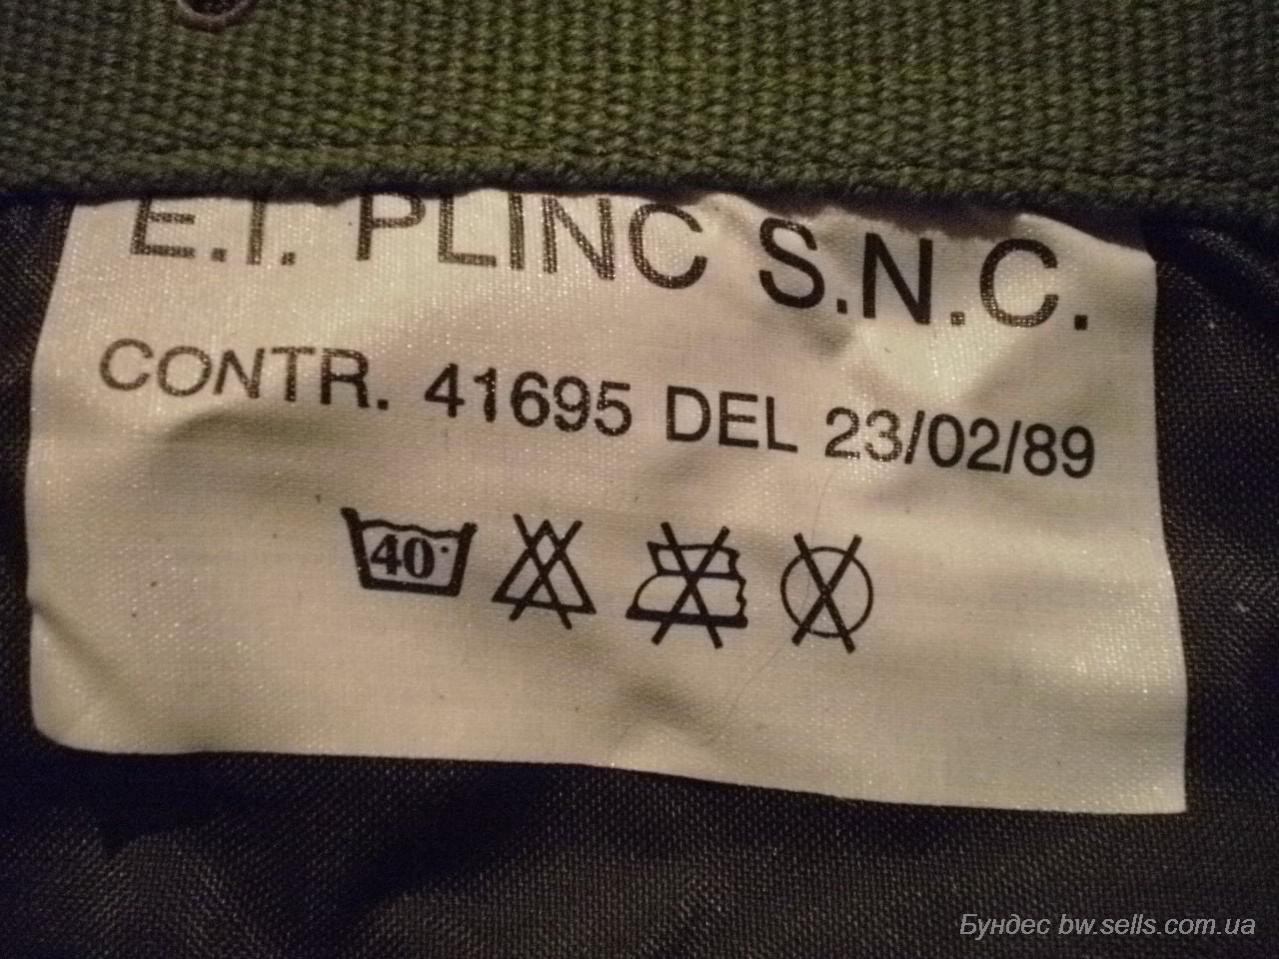 E.I. PLINC S.N.C.
CONTR. 41695 DEL 23/02/89
40°
Бундес bw.sells.com.ua